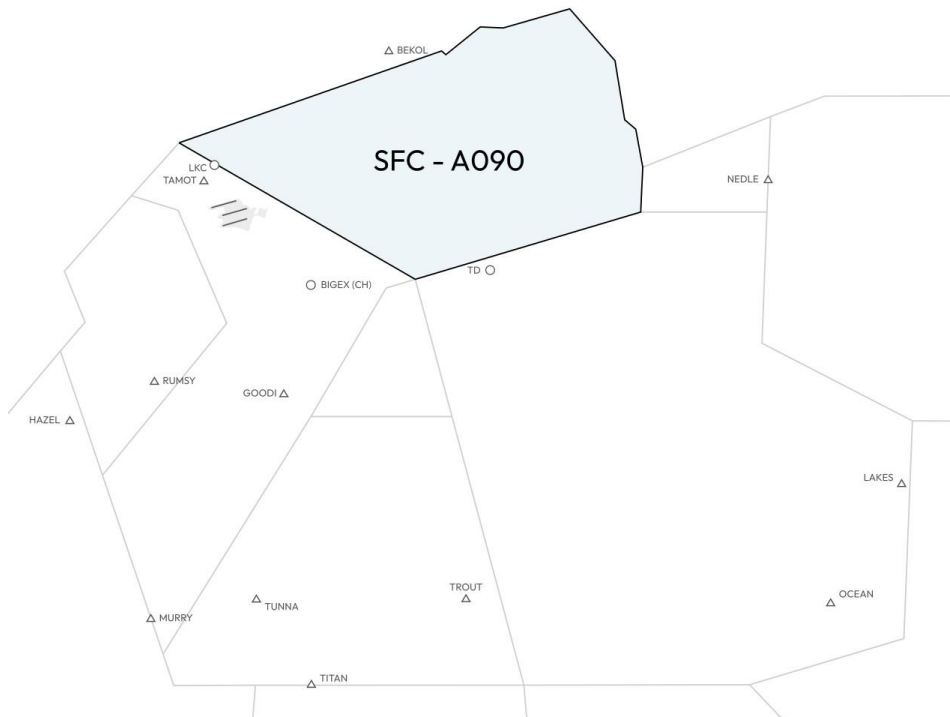 BEKOL
SFC - A090
LKC
TAMOT
NEDLE
TD
BIGEX (CH)
RUMSY
GOODI
HAZEL
LAKES
TROUT
OCEAN
TUNNA
MURRY
TITAN